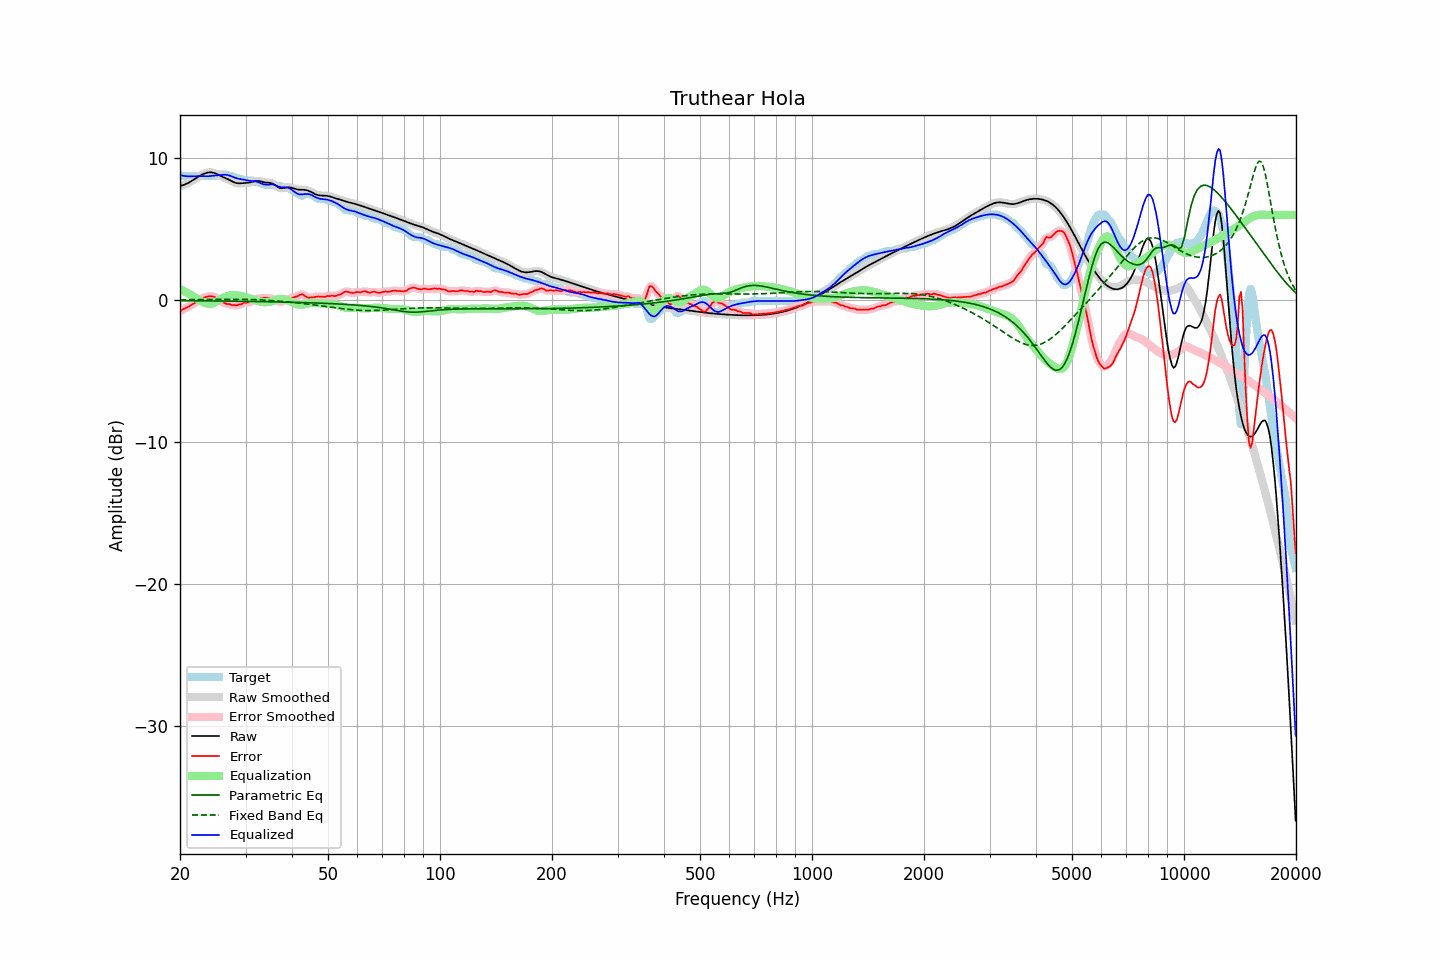 Truthear Hola
Amplitude (dBr)
10
0
−10
−20
−30
Target
Raw Smoothed
Error Smoothed
Raw
Error
Equalization
Parametric Eq
Fixed Band Eq
Equalized
20 50 100 200 500 1000 2000 5000 10000 20000
Frequency (Hz)